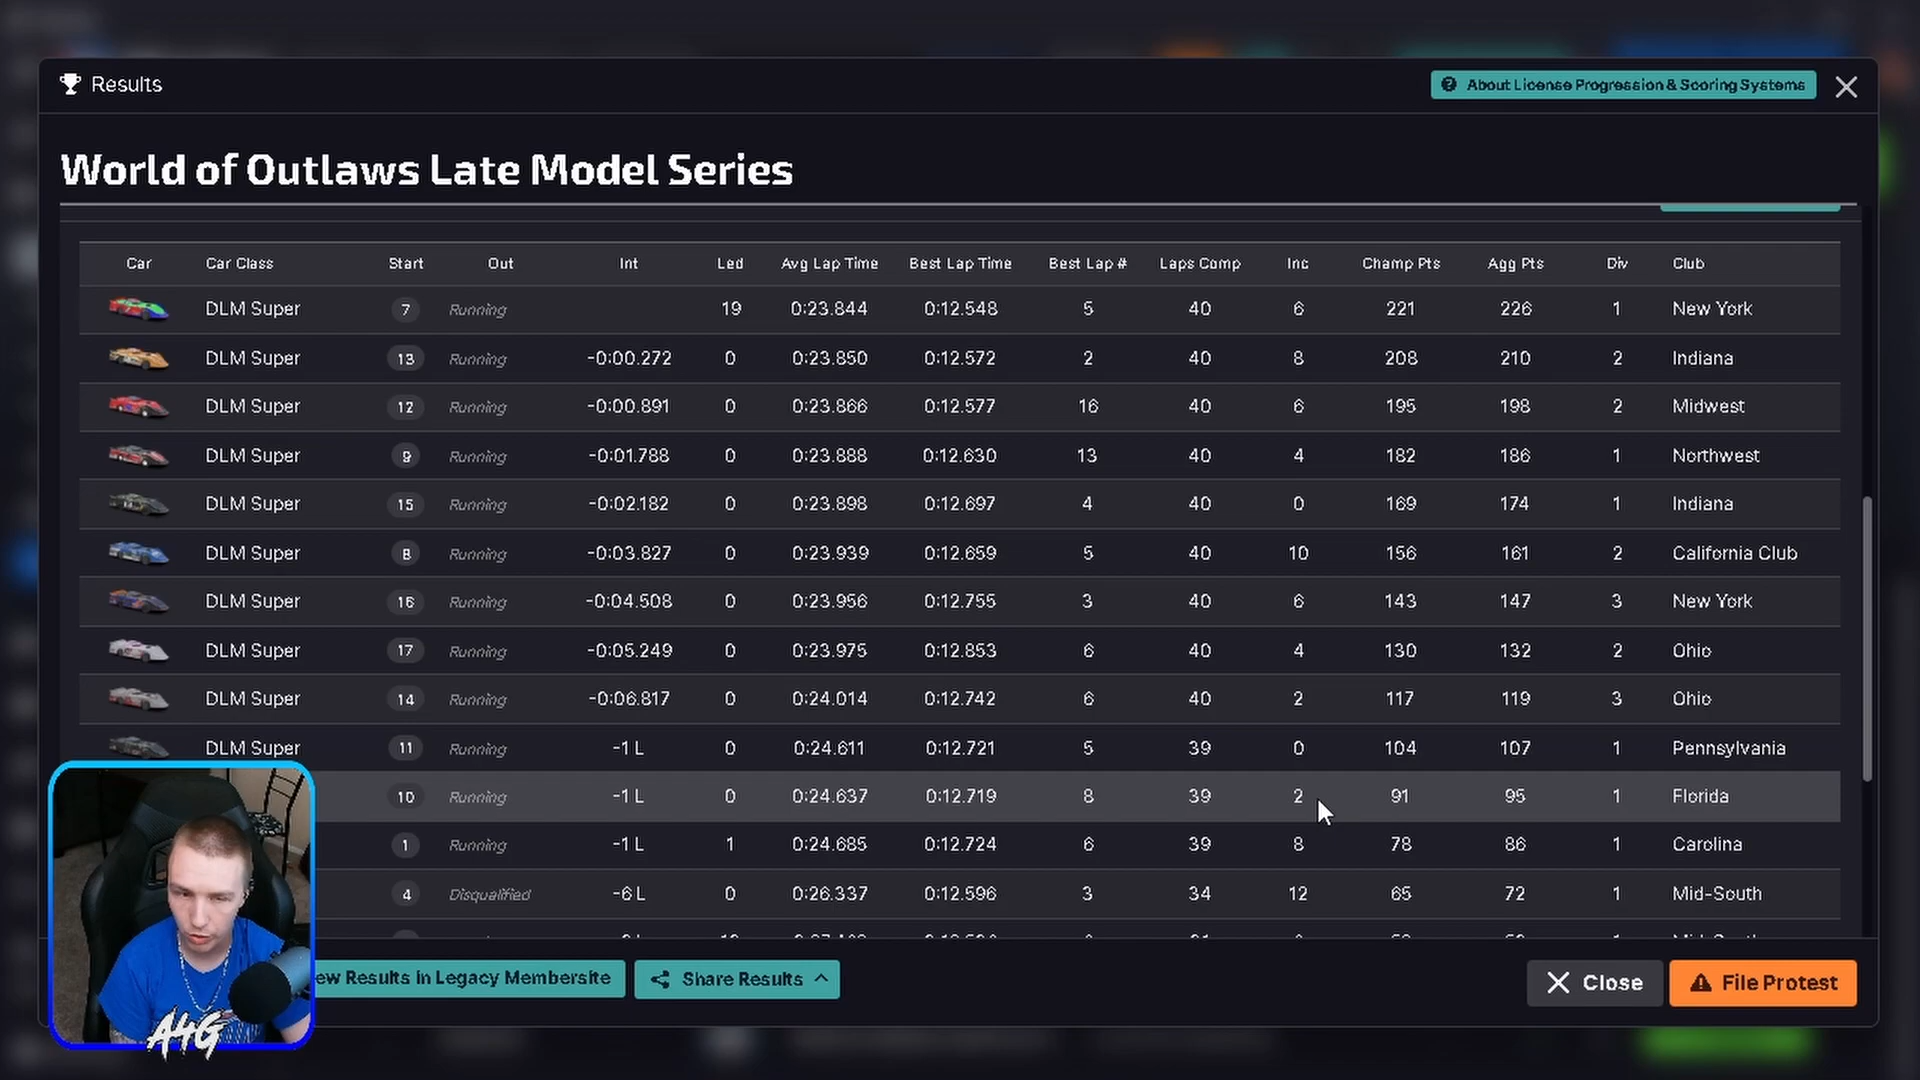 Results
About License Progression & Scoring Systems
World of Outlaws Late Model Series
Car Car Class Start Out Int Led Avg Lap Time Best Lap Time Best Lap # Laps Comp Inc Champ Pts Agg Pts Div Club
DLM Super 7 Running 19 0:23.844 0:12.548 5 40 6 221 226 1 New York
DLM Super 13 Running -0:00.272 0 0:23.850 0:12.572 2 40 8 208 210 2 Indiana
DLM Super 12 Running -0:00.891 0 0:23.866 0:12.577 16 40 6 195 198 2 Midwest
DLM Super 9 Running -0:01.788 0 0:23.888 0:12.630 13 40 4 182 186 1 Northwest
DLM Super 15 Running -0:02.182 0 0:23.898 0:12.697 4 40 0 169 174 1 Indiana
DLM Super 8 Running -0:03.827 0 0:23.939 0:12.659 5 40 10 156 161 2 California Club
DLM Super 16 Running -0:04.508 0 0:23.956 0:12.755 3 40 6 143 147 3 New York
DLM Super 17 Running -0:05.249 0 0:23.975 0:12.853 6 40 4 130 132 2 Ohio
DLM Super 14 Running -0:06.817 0 0:24.014 0:12.742 6 40 2 117 119 3 Ohio
DLM Super 11 Running -1 L 0 0:24.611 0:12.721 5 39 0 104 107 1 Pennsylvania
10 Running -1 L 0 0:24.637 0:12.719 8 39 2 91 95 1 Florida
1 Running -1 L 1 0:24.685 0:12.724 6 39 8 78 86 1 Carolina
4 Disqualified -6 L 0 0:26.337 0:12.596 3 34 12 65 72 1 Mid-South
Results in Legacy Membersite
Share Results
Close
File Protest
A4G